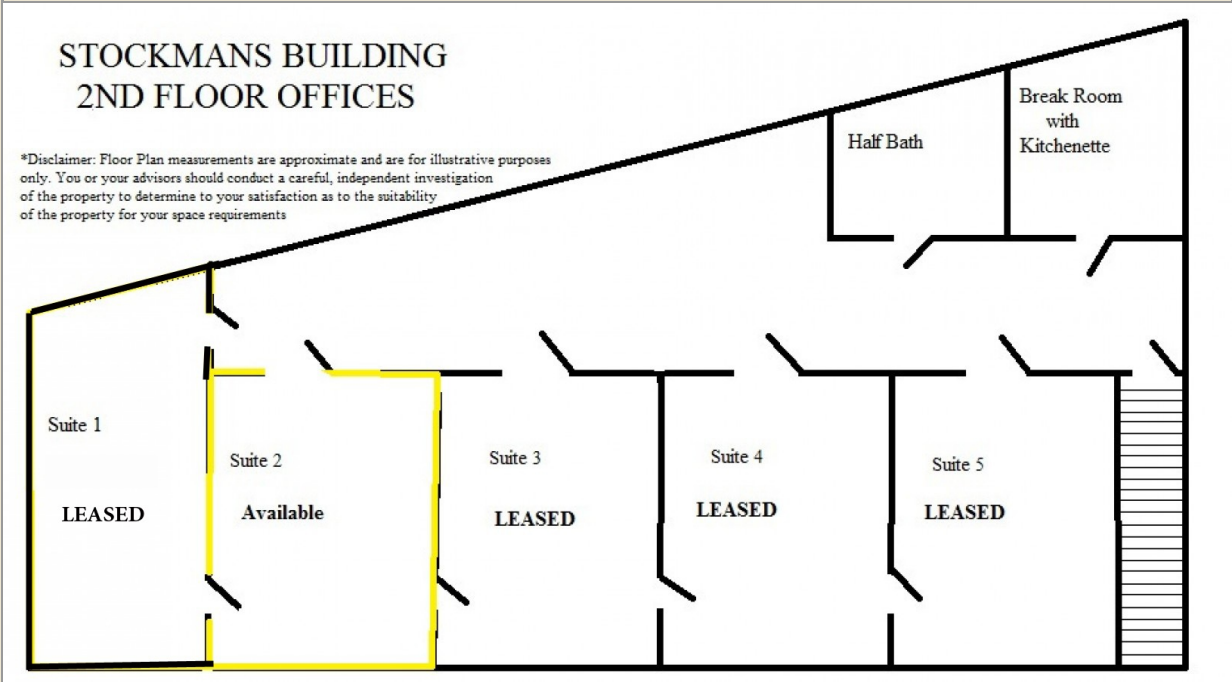 STOCKMANS BUILDING
2ND FLOOR OFFICES
*Disclaimer: Floor Plan measurements are approximate and are for illustrative purposes
only. You or your advisors should conduct a careful, independent investigation
of the property to determine to your satisfaction as to the suitability
of the property for your space requirements
Half Bath
Break Room
with
Kitchenette
Suite 1
LEASED
Suite 2
Available
Suite 3
LEASED
Suite 4
LEASED
Suite 5
LEASED